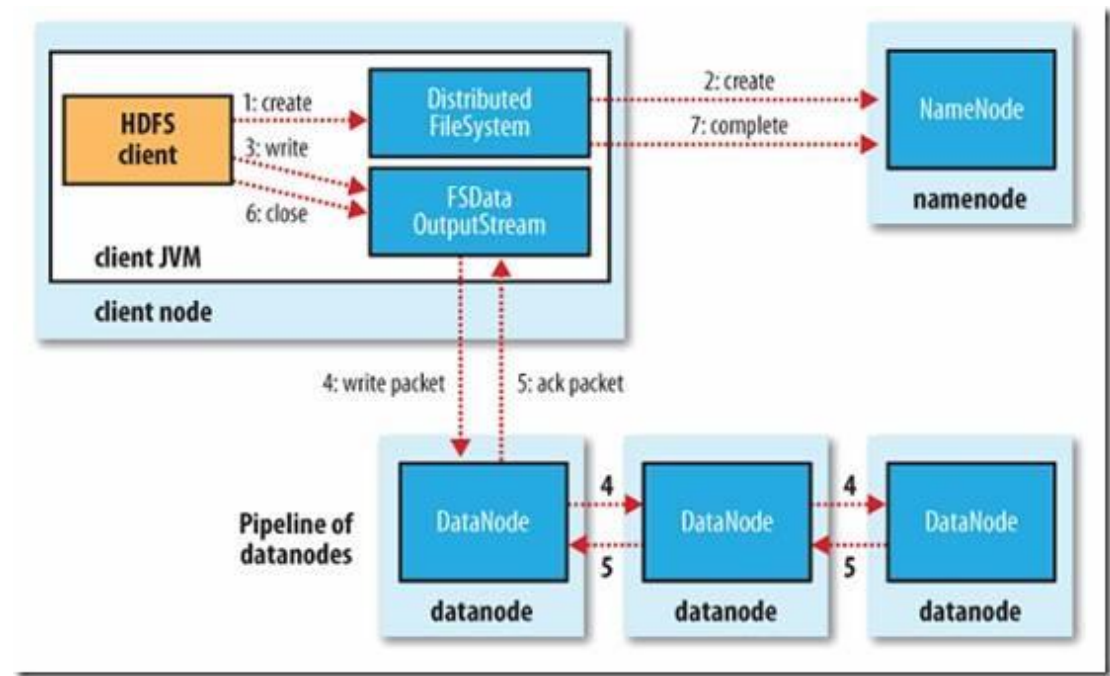 HDFS
client
1: create
3: write
6: close
Distributed
FileSystem
FSData
OutputStream
client JVM
client node
2: create
7: complete
NameNode
namenode
4: write packet
5: ack packet
Pipeline of
datanodes
DataNode
4
5
DataNode
4
5
DataNode
datanode
datanode
datanode